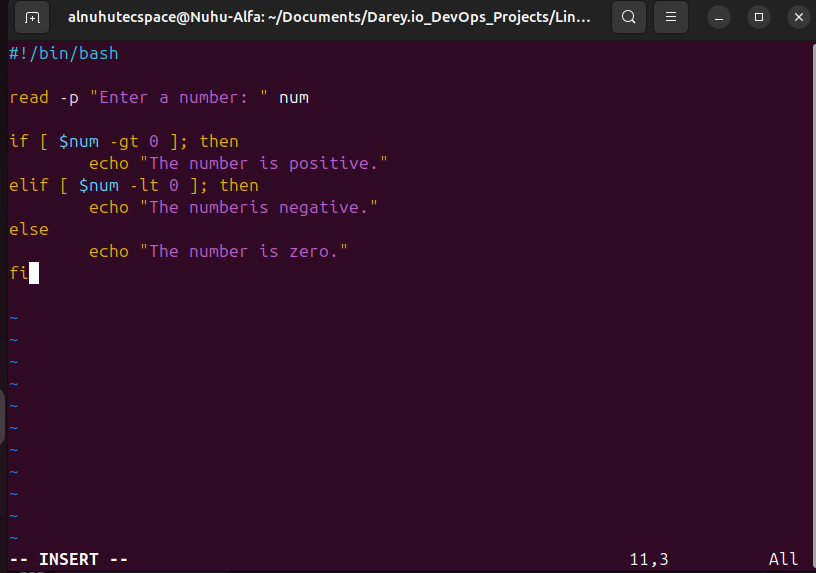 alnuhutecspace@Nuhu-Alfa: ~/Documents/Darey.io_DevOps_Projects/Lin...
#!/bin/bash

read -p "Enter a number: " num

if [ $num -gt 0 ]; then
        echo "The number is positive."
elif [ $num -lt 0 ]; then
        echo "The numberis negative."
else
        echo "The number is zero."
fi

~
~
~
~
~
~
~
~
~
~
~
-- INSERT -- 11,3 All